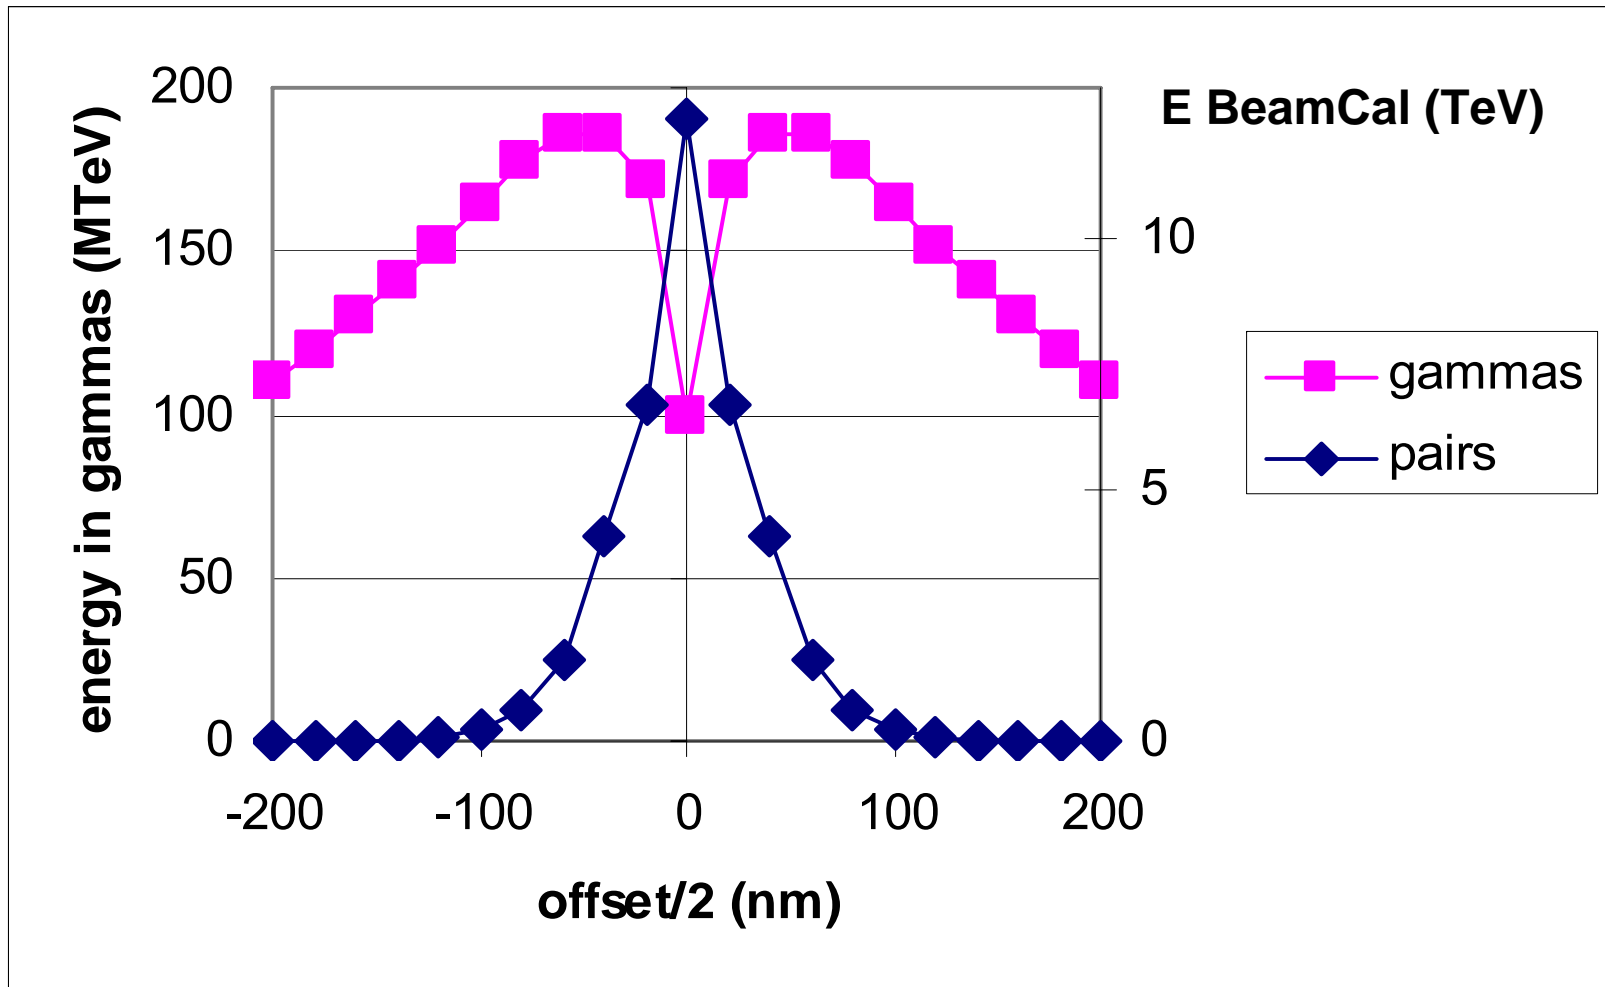 energy in gammas (MTeV)
200
150
100
50
0
E BeamCal (TeV)
10
5
0
-200
-100
0
100
200
offset/2 (nm)
gammas
pairs